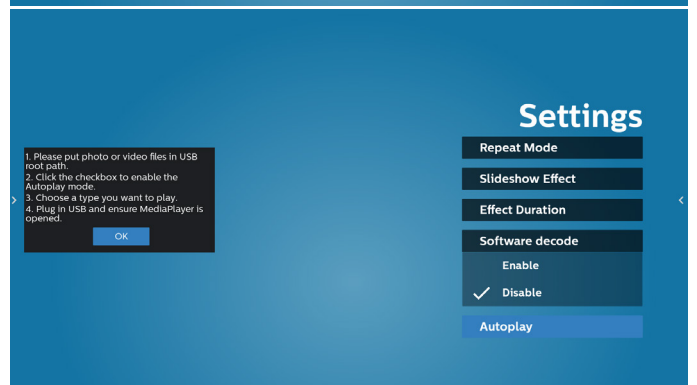 Settings
Repeat Mode
Slideshow Effect
Effect Duration
Software decode
Enable
Disable
Autoplay
1. Please put photo or video files in USB
root path.
2. Click the checkbox to enable the
Autoplay mode.
3. Choose a type you want to play.
4. Plug in USB and ensure MediaPlayer is
opened.
OK